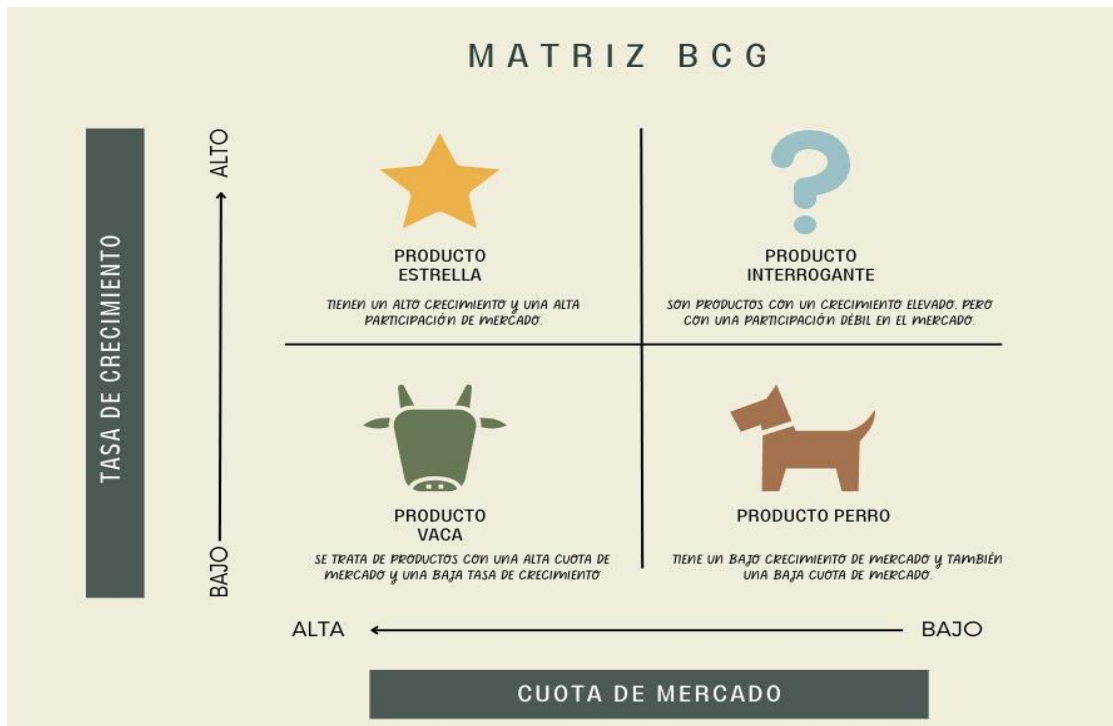 MATRIZ BCG
TASA DE CRECIMIENTO
ALTO
BAJO
PRODUCTO
ESTRELLA
TIENEN UN ALTO CRECIMIENTO Y UNA ALTA
PARTICIPACIÓN DE MERCADO.
PRODUCTO
INTERROGANTE
SON PRODUCTOS CON UN CRECIMIENTO ELEVADO, PERO
CON UNA PARTICIPACIÓN DÉBIL EN EL MERCADO.
PRODUCTO
VACA
SE TRATA DE PRODUCTOS CON UNA ALTA CUOTA DE
MERCADO Y UNA BAJA TASA DE CRECIMIENTO
PRODUCTO PERRO
TIENE UN BAJO CRECIMIENTO DE MERCADO Y TAMBIÉN
UNA BAJA CUOTA DE MERCADO.
ALTA
BAJO
CUOTA DE MERCADO